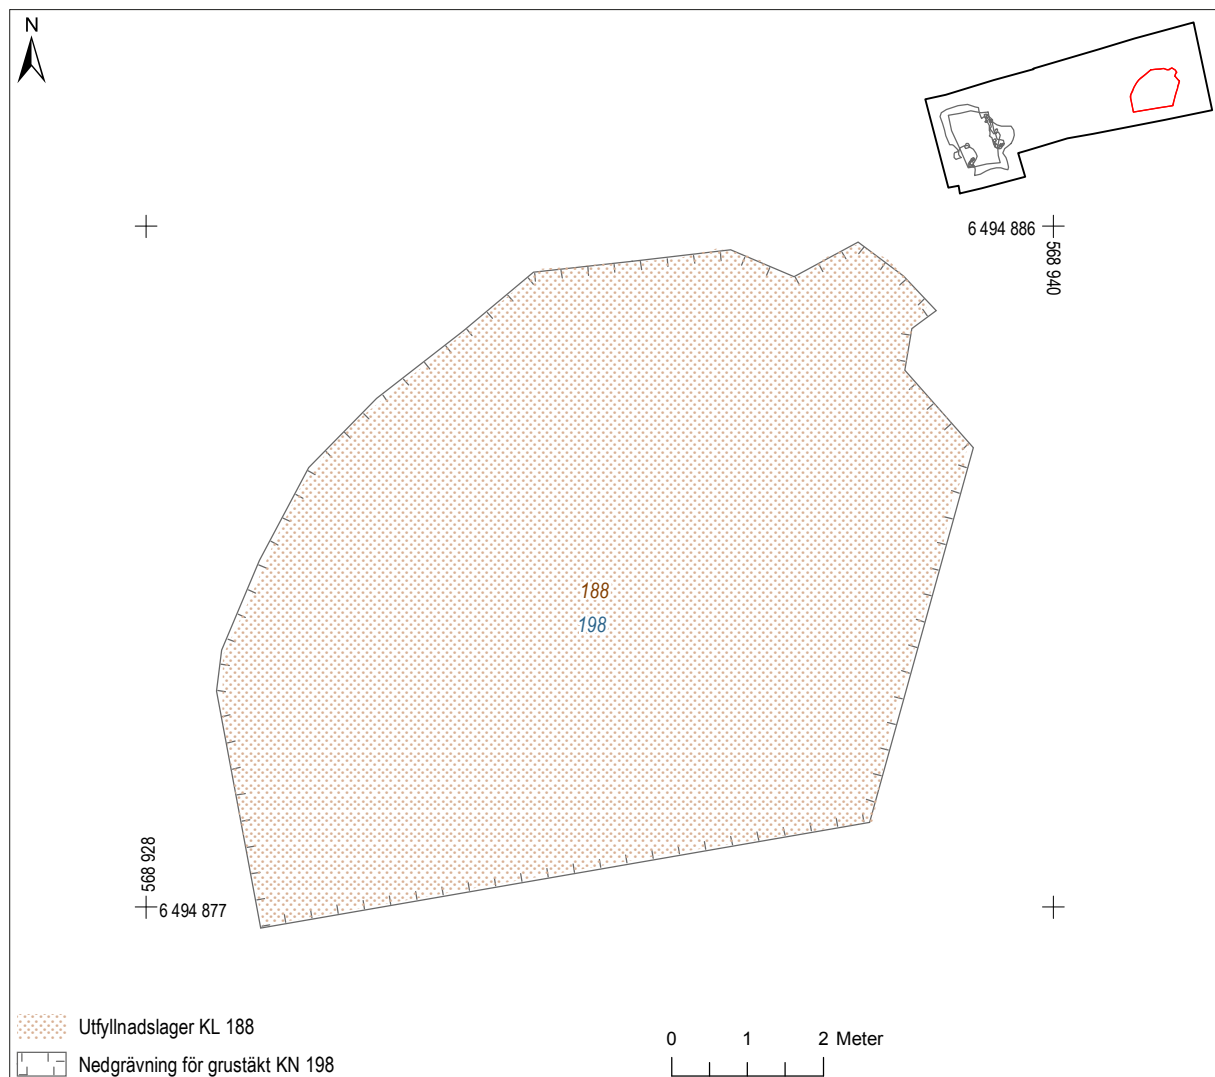 N
6 494 886
568 940
188
198
568 928
6 494 877
Utfyllnadslager KL 188
Nedgrävning för grustäkt KN 198
0 1 2 Meter